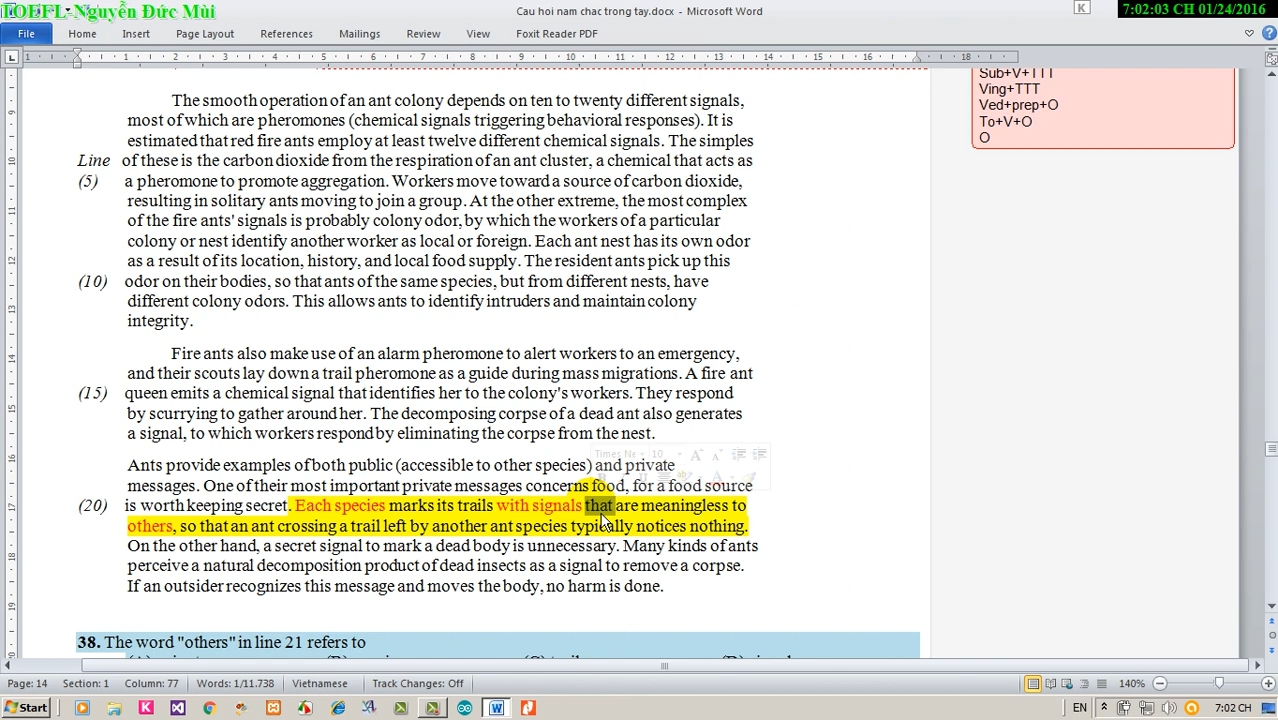 TOEFL-Nguyễn Đức Mùi
Cau hoi nam chac trong tay.docx - Microsoft Word
K
7:02:03 CH 01/24/2016
File Home Insert Page Layout References Mailings Review View Foxit Reader PDF
Sub+V+TTT
Ving+TTT
Ved+prep+O
To+V+O
O
The smooth operation of an ant colony depends on ten to twenty different signals,
most of which are pheromones (chemical signals triggering behavioral responses). It is
estimated that red fire ants employ at least twelve different chemical signals. The simples
Line of these is the carbon dioxide from the respiration of an ant cluster, a chemical that acts as
(5) a pheromone to promote aggregation. Workers move toward a source of carbon dioxide,
resulting in solitary ants moving to join a group. At the other extreme, the most complex
of the fire ants' signals is probably colony odor, by which the workers of a particular
colony or nest identify another worker as local or foreign. Each ant nest has its own odor
as a result of its location, history, and local food supply. The resident ants pick up this
(10) odor on their bodies, so that ants of the same species, but from different nests, have
different colony odors. This allows ants to identify intruders and maintain colony
integrity.
Fire ants also make use of an alarm pheromone to alert workers to an emergency,
and their scouts lay down a trail pheromone as a guide during mass migrations. A fire ant
(15) queen emits a chemical signal that identifies her to the colony's workers. They respond
by scurrying to gather around her. The decomposing corpse of a dead ant also generates
a signal, to which workers respond by eliminating the corpse from the nest.
Ants provide examples of both public (accessible to other species) and private
messages. One of their most important private messages concerns food, for a food source
(20) is worth keeping secret. Each species marks its trails with signals that are meaningless to
others, so that an ant crossing a trail left by another ant species typically notices nothing.
On the other hand, a secret signal to mark a dead body is unnecessary. Many kinds of ants
perceive a natural decomposition product of dead insects as a signal to remove a corpse.
If an outsider recognizes this message and moves the body, no harm is done.
38. The word "others" in line 21 refers to
Page: 14 Section: 1 Column: 77 Words: 1/11.738 Vietnamese Track Changes: Off 140%
Start EN 7:02 CH